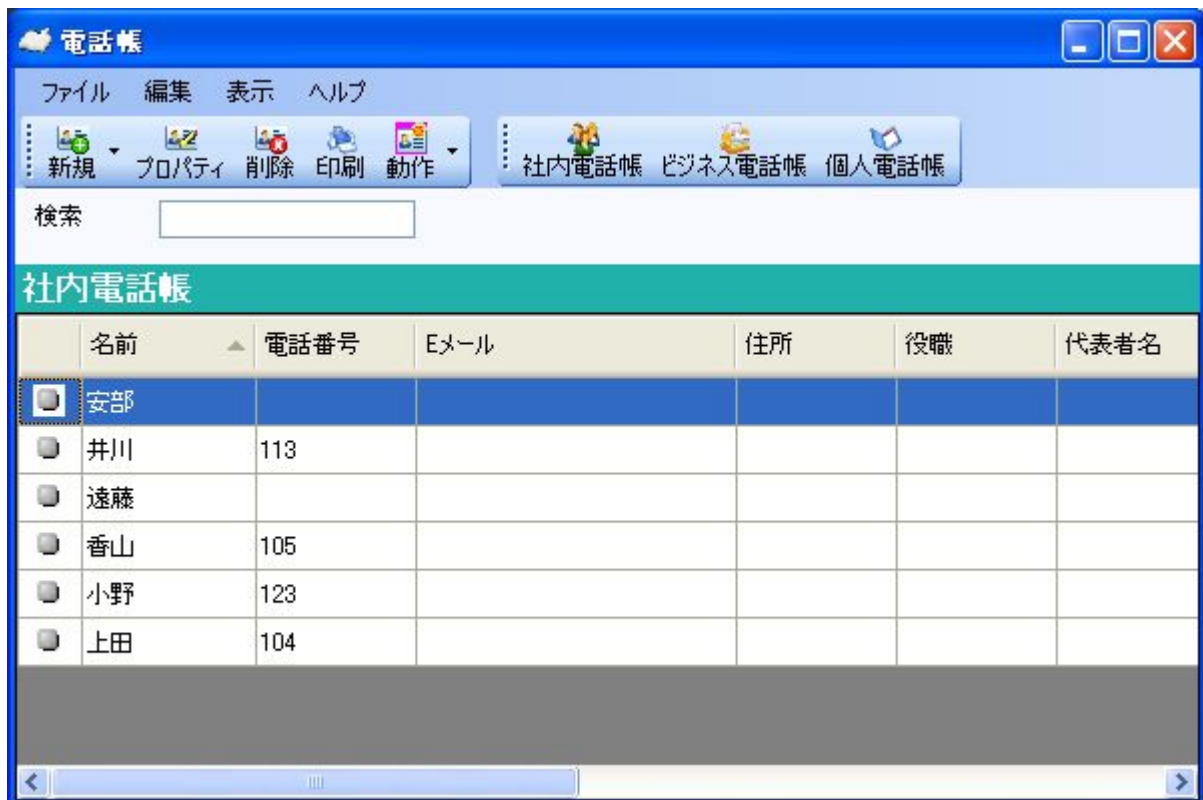 電話帳
ファイル 編集 表示 ヘルプ
新規 プロパティ 削除 印刷 動作 社内電話帳 ビジネス電話帳 個人電話帳
検索
社内電話帳
名前 電話番号 Eメール 住所 役職 代表者名
安部
井川 113
遠藤
香山 105
小野 123
上田 104